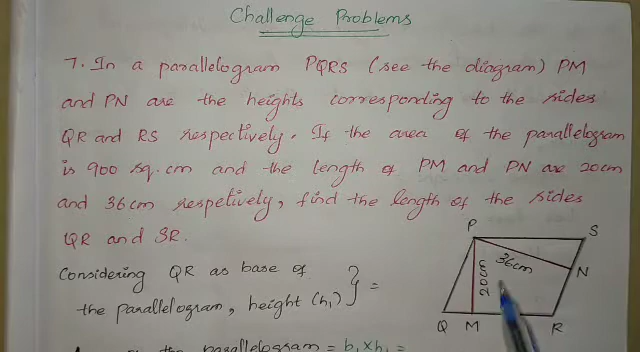 Challenge Problems
7. In a parallelogram PQRS (see the diagram) PM
and PN are the heights corresponding to the sides
QR and RS respectively. If the area of the parallelogram
is 900 sq.cm and the length of PM and PN are 20cm
and 36cm respetively, find the length of the sides
QR and SR.
P
S
36cm
20cm
N
Q M R
Considering QR as base of
the parallelogram, height (h₁) } =
the parallelogram = b₁ x h₁ =